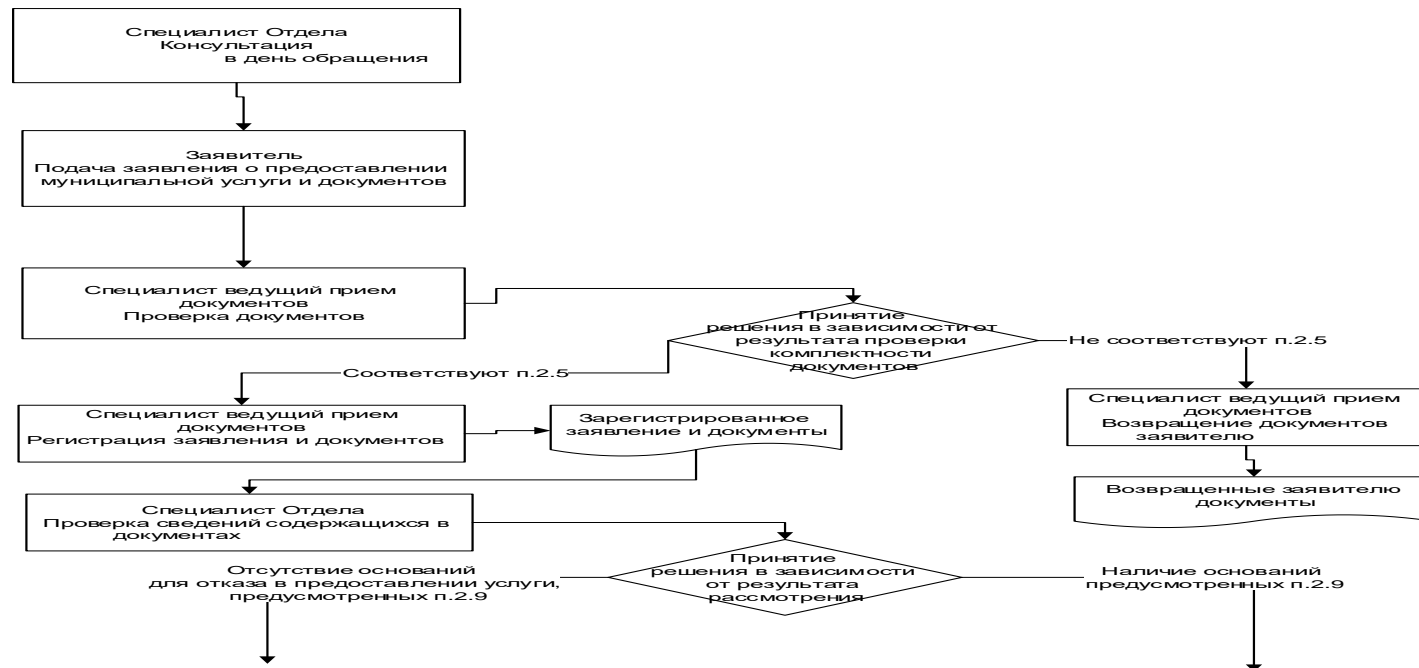 Специалист Отдела
Консультация
в день обращения
Заявитель
Подача заявления о предоставлении
муниципальной услуги и документов
Специалист ведущий прием
документов
Проверка документов
Принятие
решения в зависимости от
результата проверки
комплектности
документов
Не соответствуют п.2.5
Соответствуют п.2.5
Специалист ведущий прием
документов
Регистрация заявления и документов
Зарегистрированное
заявление и документы
Специалист ведущий прием
документов
Возвращение документов
заявителю
Возвращенные заявителю
документы
Специалист Отдела
Проверка сведений содержащихся в
документах
Принятие
решения в зависимости
от результата
рассмотрения
Отсутствие оснований
для отказа в предоставлении услуги,
предусмотренных п.2.9
Наличие оснований
предусмотренных п.2.9